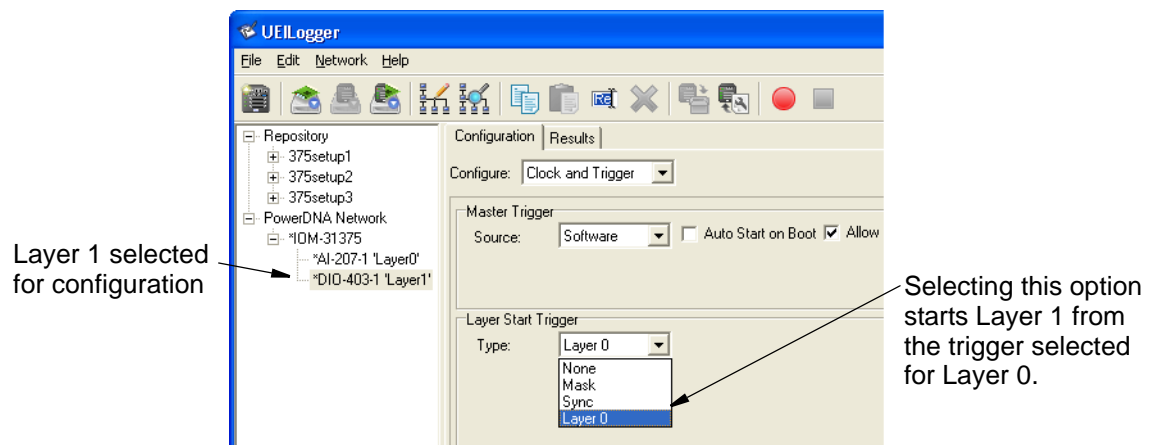 UEILogger
File Edit Network Help
Repository
375setup1
375setup2
375setup3
PowerDNA Network
*IOM-31375
*AI-207-1 'Layer0'
*DIO-403-1 'Layer1'
Configuration Results
Configure: Clock and Trigger
Master Trigger
Source: Software Auto Start on Boot Allow
Layer Start Trigger
Type: Layer 0
None
Mask
Sync
Layer 0
Layer 1 selected
for configuration
Selecting this option
starts Layer 1 from
the trigger selected
for Layer 0.